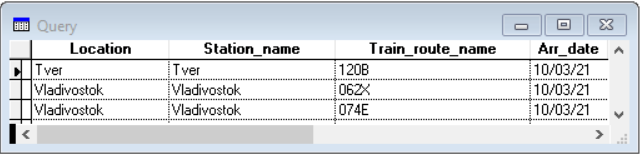 Query
Location Station_name Train_route_name Arr_date
Tver Tver 120B 10/03/21
Vladivostok Vladivostok 062X 10/03/21
Vladivostok Vladivostok 074E 10/03/21